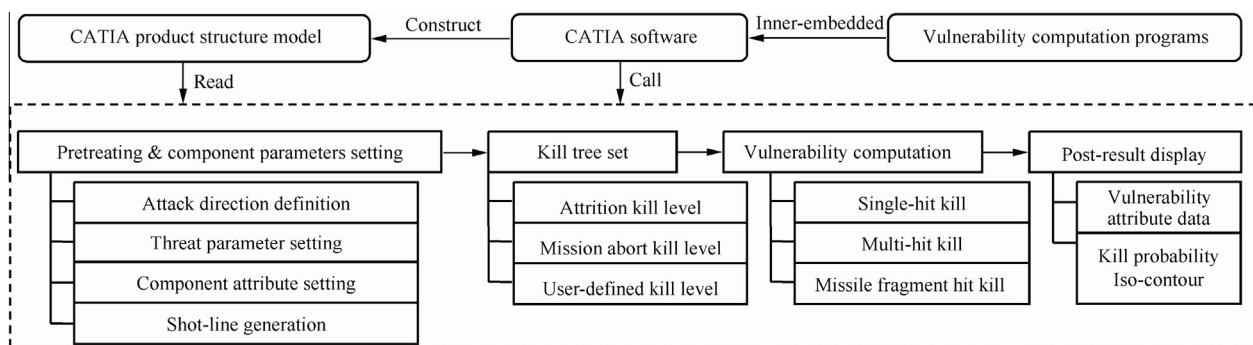 CATIA product structure model
Construct
CATIA software
Inner-embedded
Vulnerability computation programs
Read
Call
Pretreating & component parameters setting
Kill tree set
Vulnerability computation
Post-result display
Attack direction definition
Threat parameter setting
Component attribute setting
Shot-line generation
Attrition kill level
Mission abort kill level
User-defined kill level
Single-hit kill
Multi-hit kill
Missile fragment hit kill
Vulnerability
attribute data
Kill probability
Iso-contour